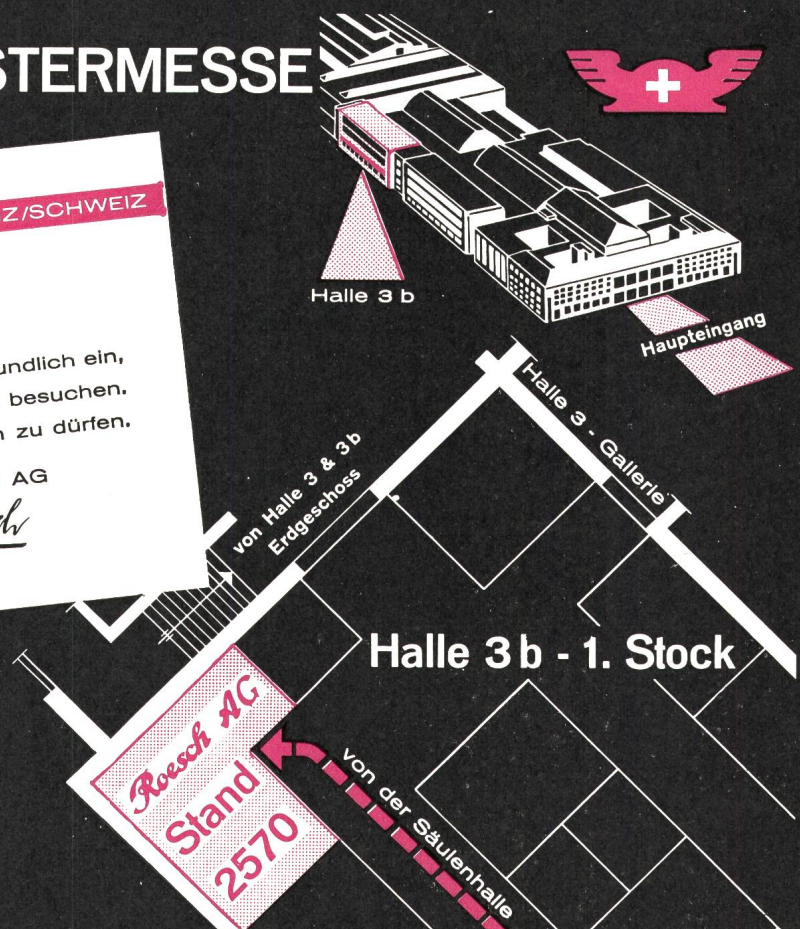 STERMESSE
Z/SCHWEIZ
undlich ein,
besuchen.
zu dürfen.
AG
Halle 3 b
Haupteingang
Halle 3 - Gallerie
von Halle 3 & 3b
Erdgeschoss
Halle 3b - 1. Stock
Roesch AG
Stand
2570
von der Säulenhalle